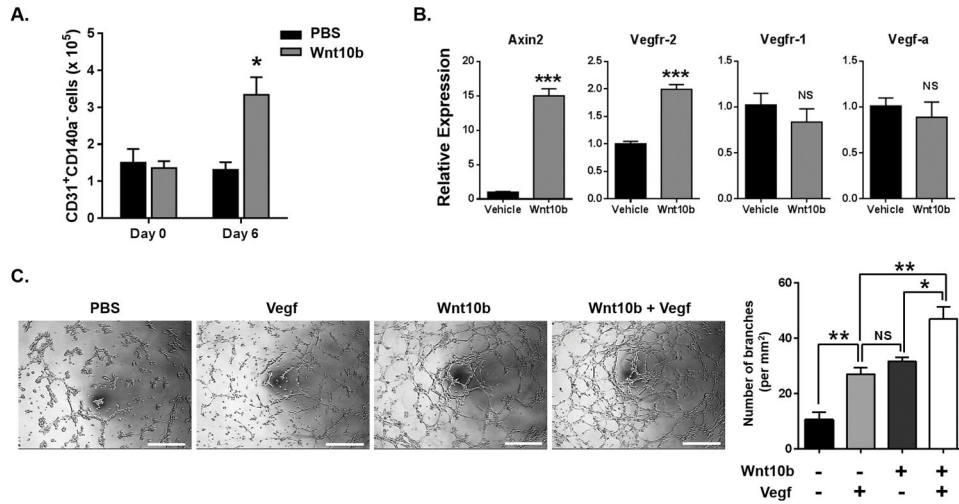 A.
CD31+CD140a- cells (x 10^5)
5
4
3
2
1
0
PBS
Wnt10b
*
Day 0
Day 6
B.
Relative Expression
Axin2
20
15
10
5
0
***
Vehicle Wnt10b
Vegfr-2
2.5
2.0
1.5
1.0
0.5
0.0
***
Vehicle Wnt10b
Vegfr-1
1.5
1.0
0.5
0.0
NS
Vehicle Wnt10b
Vegf-a
1.5
1.0
0.5
0.0
NS
Vehicle Wnt10b
C.
PBS
Vegf
Wnt10b
Wnt10b + Vegf
Number of branches
(per mm²)
60
40
20
0
**
**
NS
*
Wnt10b - - + +
Vegf - + - +